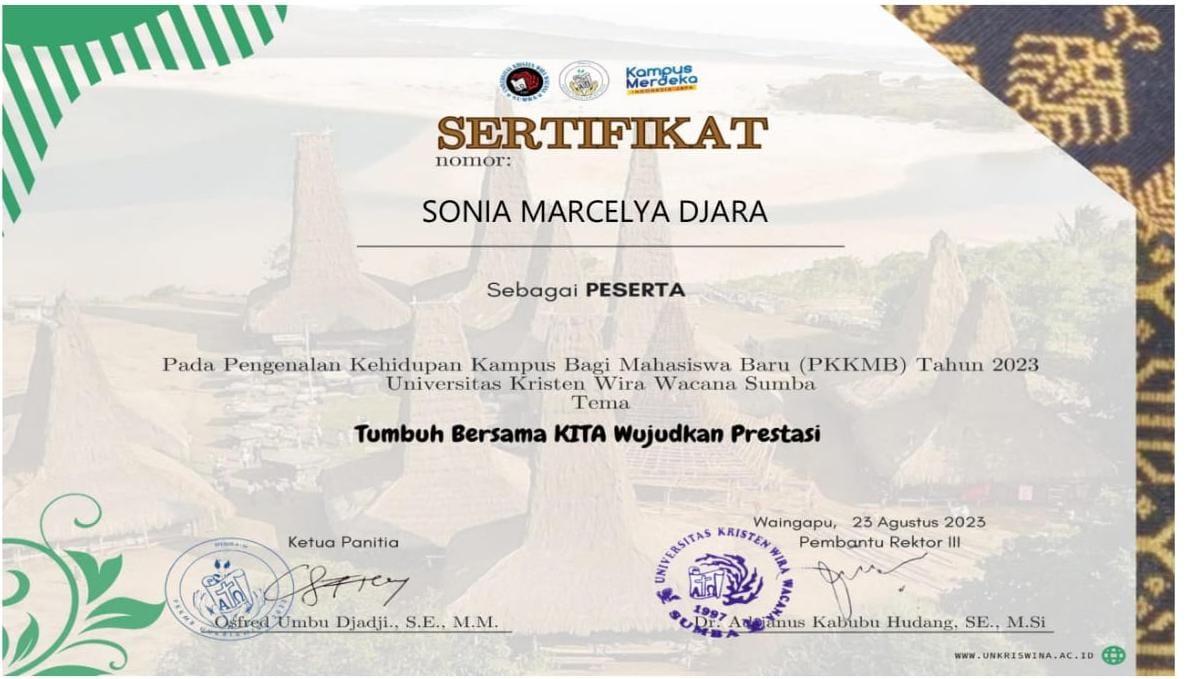 Kampus
Merdeka
INDONESIA JAYA
SERTIFIKAT
nomor:
SONIA MARCELYA DJARA
Sebagai PESERTA
Pada Pengenalan Kehidupan Kampus Bagi Mahasiswa Baru (PKKMB) Tahun 2023
Universitas Kristen Wira Wacana Sumba
Tema
Tumbuh Bersama KITA Wujudkan Prestasi
Ketua Panitia
Osfred Umbu Djadji., S.E., M.M.
Waingapu, 23 Agustus 2023
Pembantu Rektor III
UNIVERSITAS KRISTEN WIRA WACANA
1997
SUMBA
Dr. Adrianus Kabubu Hudang, SE., M.Si
WWW.UNKRISWINA.AC.ID